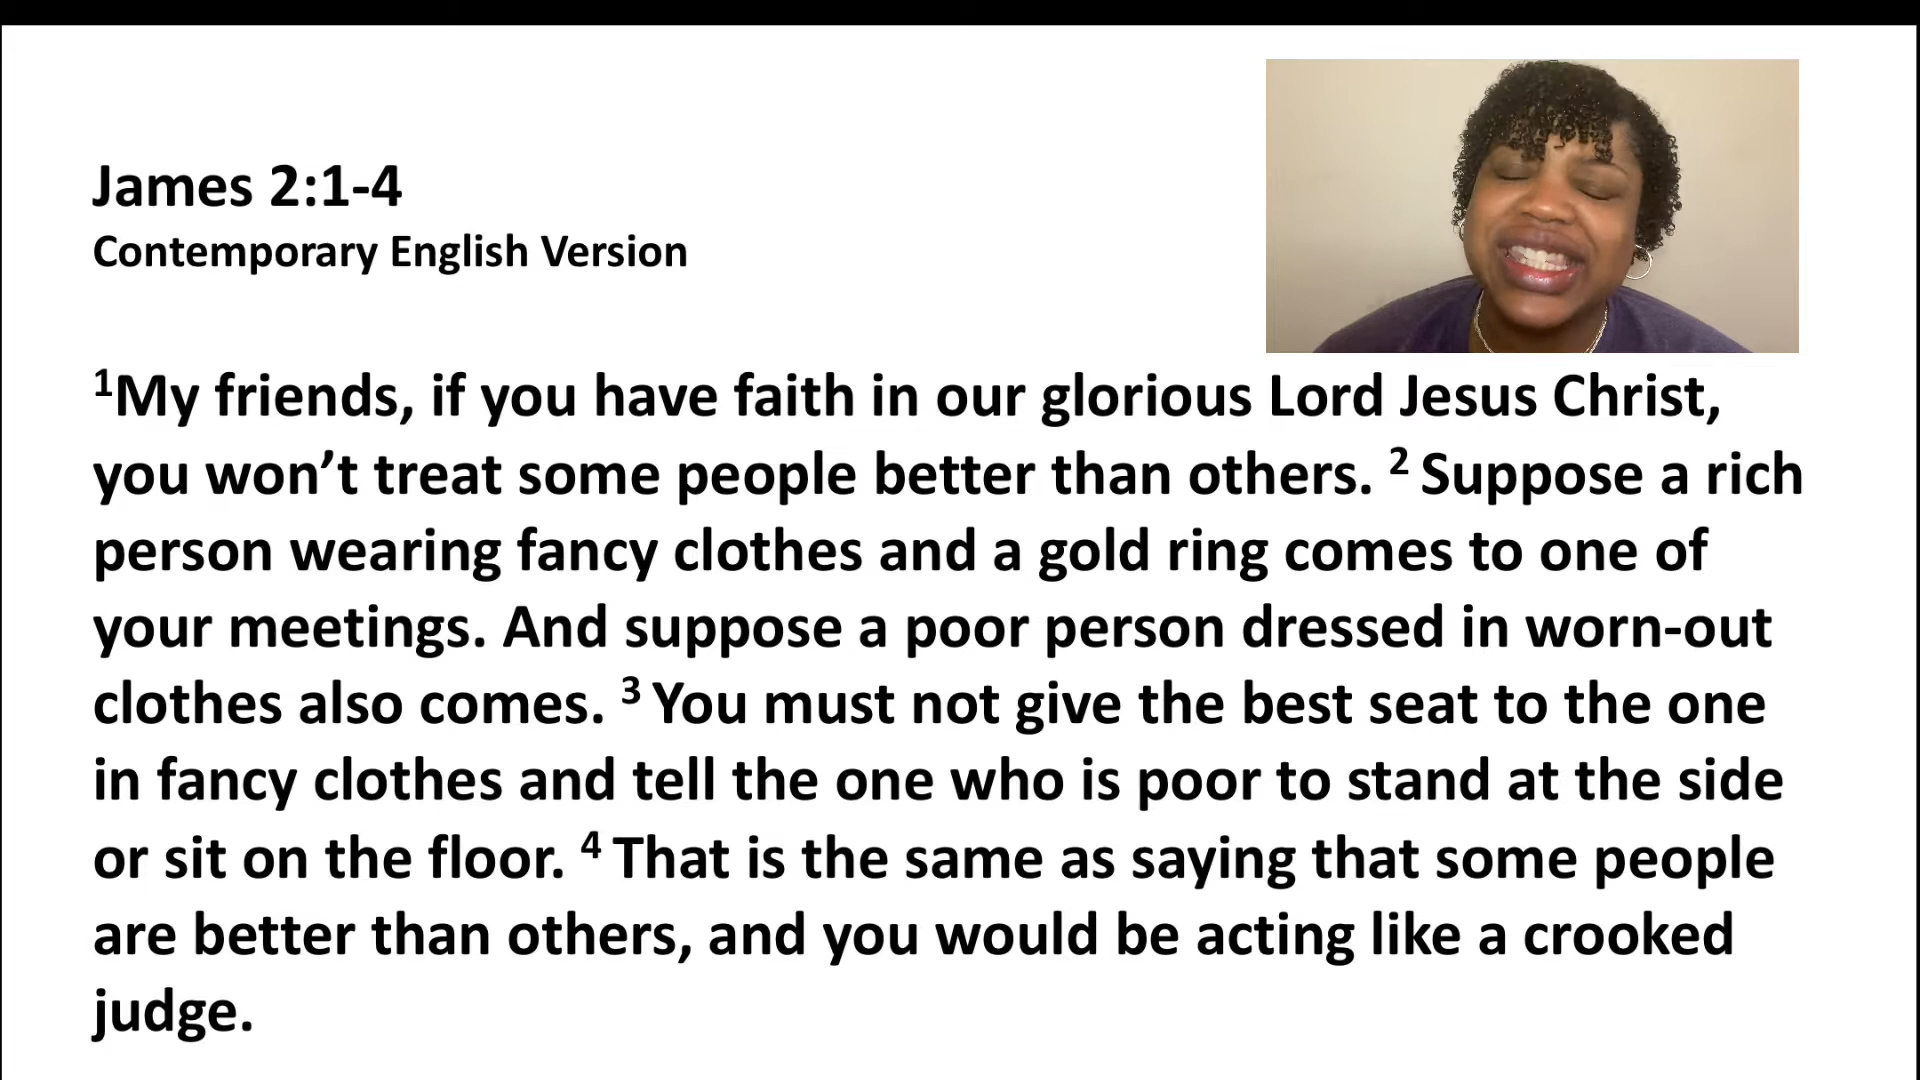 James 2:1-4
Contemporary English Version
¹My friends, if you have faith in our glorious Lord Jesus Christ,
you won’t treat some people better than others. ² Suppose a rich
person wearing fancy clothes and a gold ring comes to one of
your meetings. And suppose a poor person dressed in worn-out
clothes also comes. ³ You must not give the best seat to the one
in fancy clothes and tell the one who is poor to stand at the side
or sit on the floor. ⁴ That is the same as saying that some people
are better than others, and you would be acting like a crooked
judge.